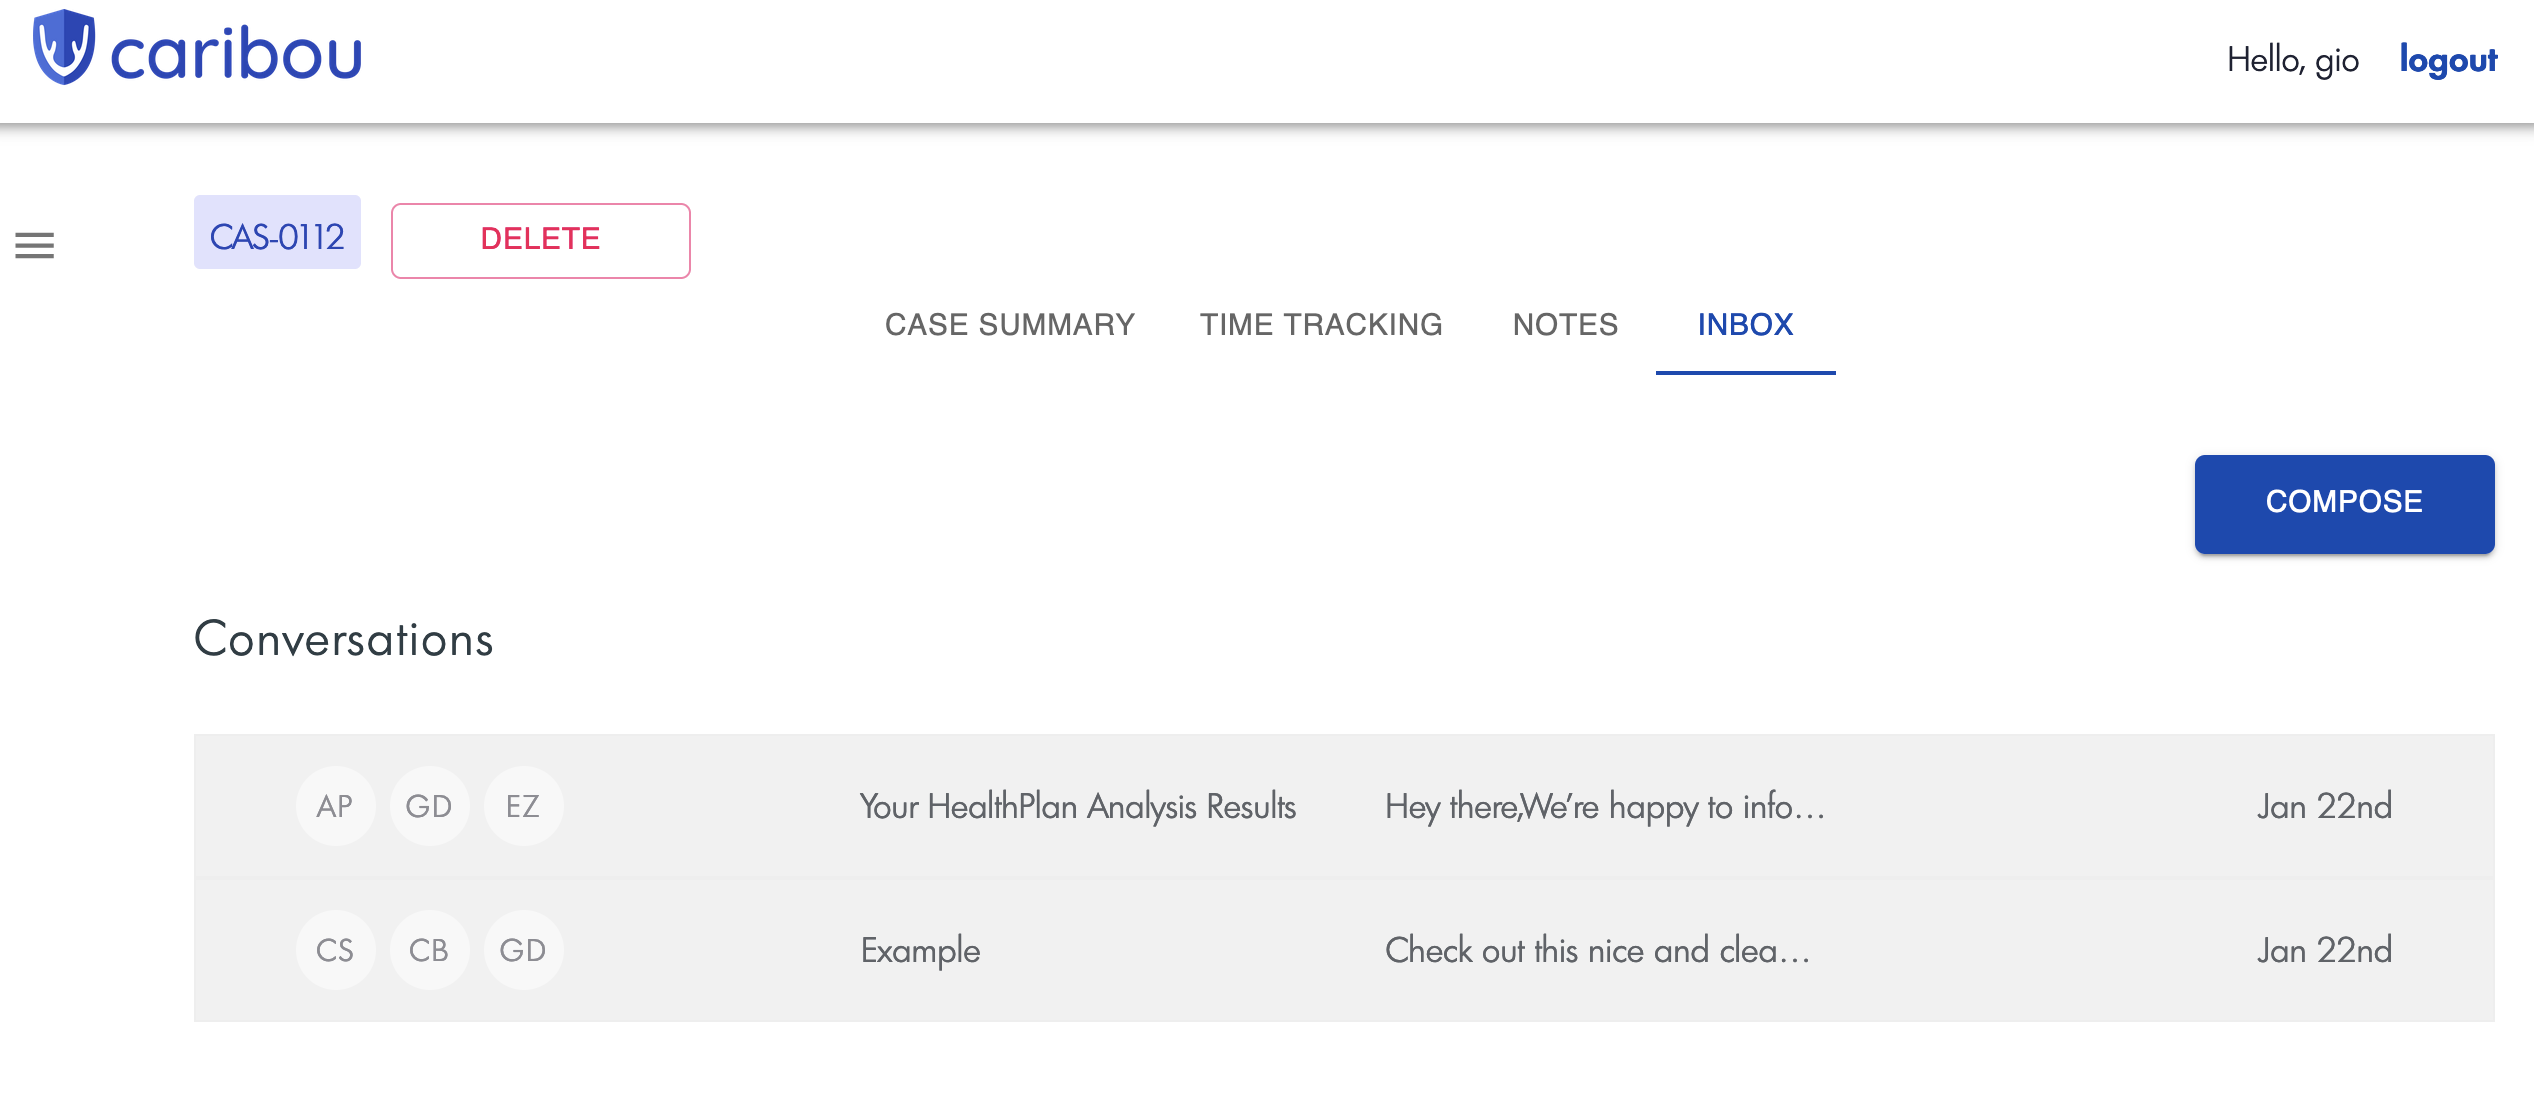 caribou
Hello, gio logout
CAS-0112 DELETE
CASE SUMMARY TIME TRACKING NOTES INBOX
COMPOSE
Conversations
AP GD EZ Your HealthPlan Analysis Results Hey there,We’re happy to info... Jan 22nd
CS CB GD Example Check out this nice and clea... Jan 22nd